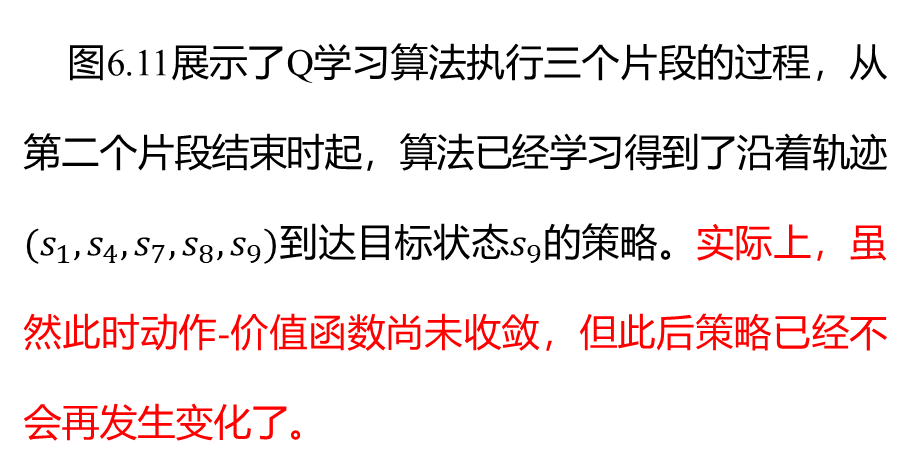 图6.11展示了Q学习算法执行三个片段的过程，从
第二个片段结束时起，算法已经学习得到了沿着轨迹
(s₁,s₄,s₇,s₈,s₉)到达目标状态s₉的策略。实际上，虽
然此时动作-价值函数尚未收敛，但此后策略已经不
会再发生变化了。